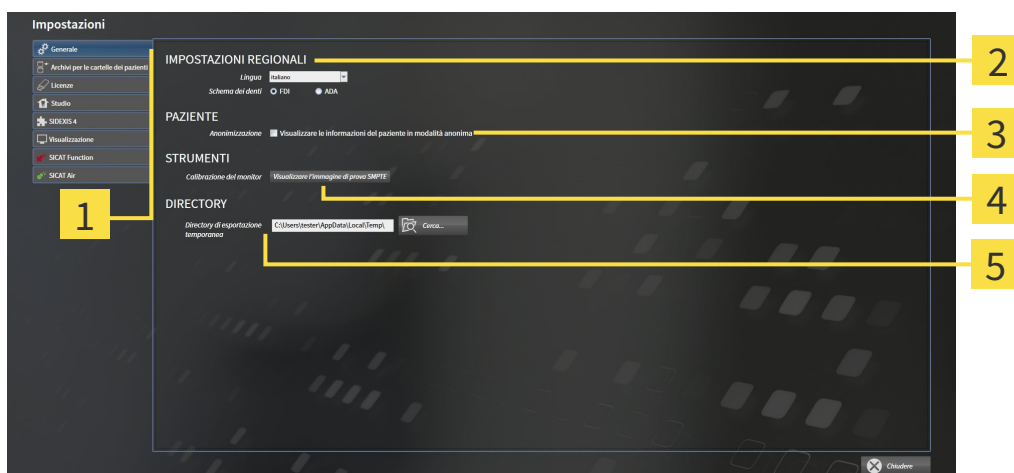 Impostazioni
Generale
Archivi per le cartelle dei pazienti
Licenze
Studio
SIDEXIS 4
Visualizzazione
SICAT Function
SICAT Air
1
IMPOSTAZIONI REGIONALI
Lingua italiano
Schema dei denti FDI ADA
PAZIENTE
Anonimizzazione Visualizzare le informazioni del paziente in modalità anonima
STRUMENTI
Calibrazione del monitor Visualizzare l'immagine di prova SMPTE
DIRECTORY
Directory di esportazione temporanea C:\Users\tester\AppData\Local\Temp\ Cerca...
2
3
4
5
Chiudere